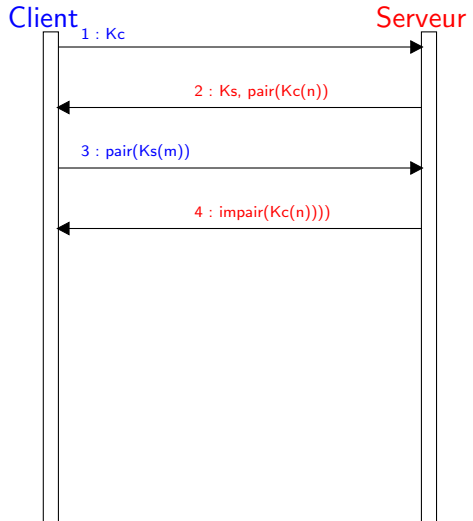 Client Serveur
1 : Kc
2 : Ks, pair(Kc(n))
3 : pair(Ks(m))
4 : impair(Kc(n))))